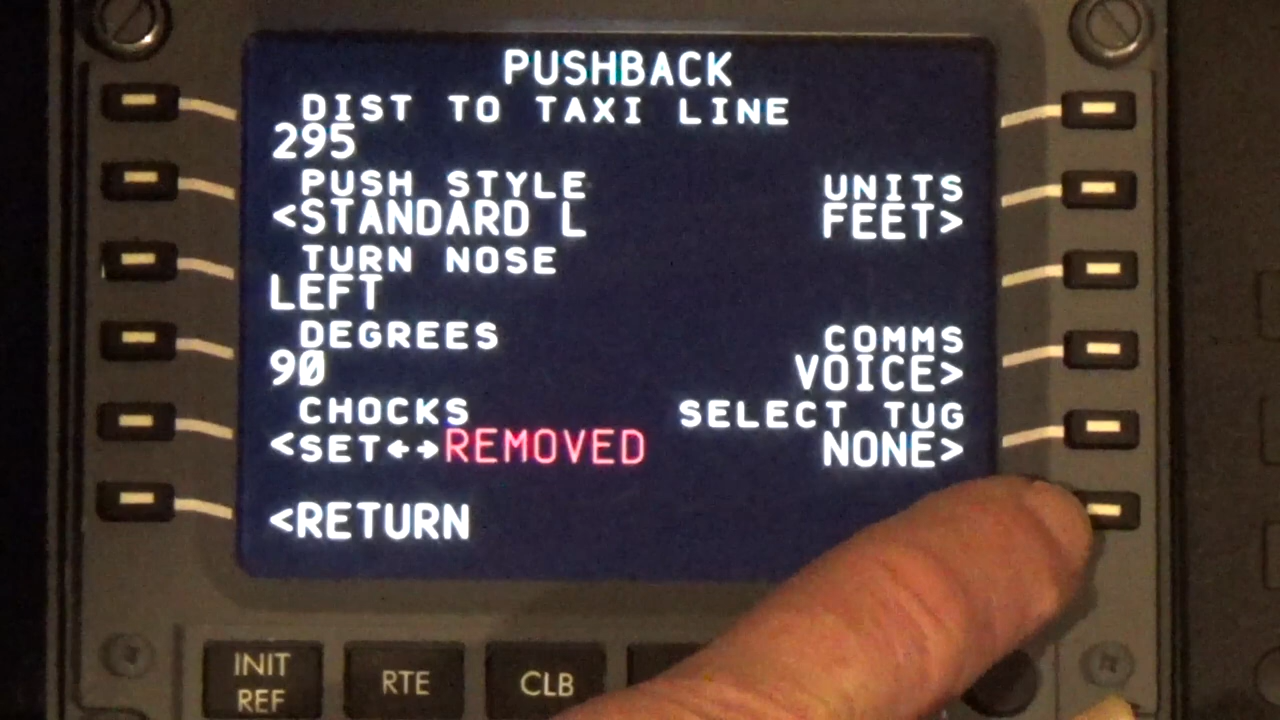 PUSHBACK
DIST TO TAXI LINE
295
PUSH STYLE UNITS
<STANDARD L FEET>
TURN NOSE
LEFT
DEGREES COMMS
90 VOICE>
CHOCKS SELECT TUG
<SET←→REMOVED NONE>
<RETURN
INIT REF RTE CLB